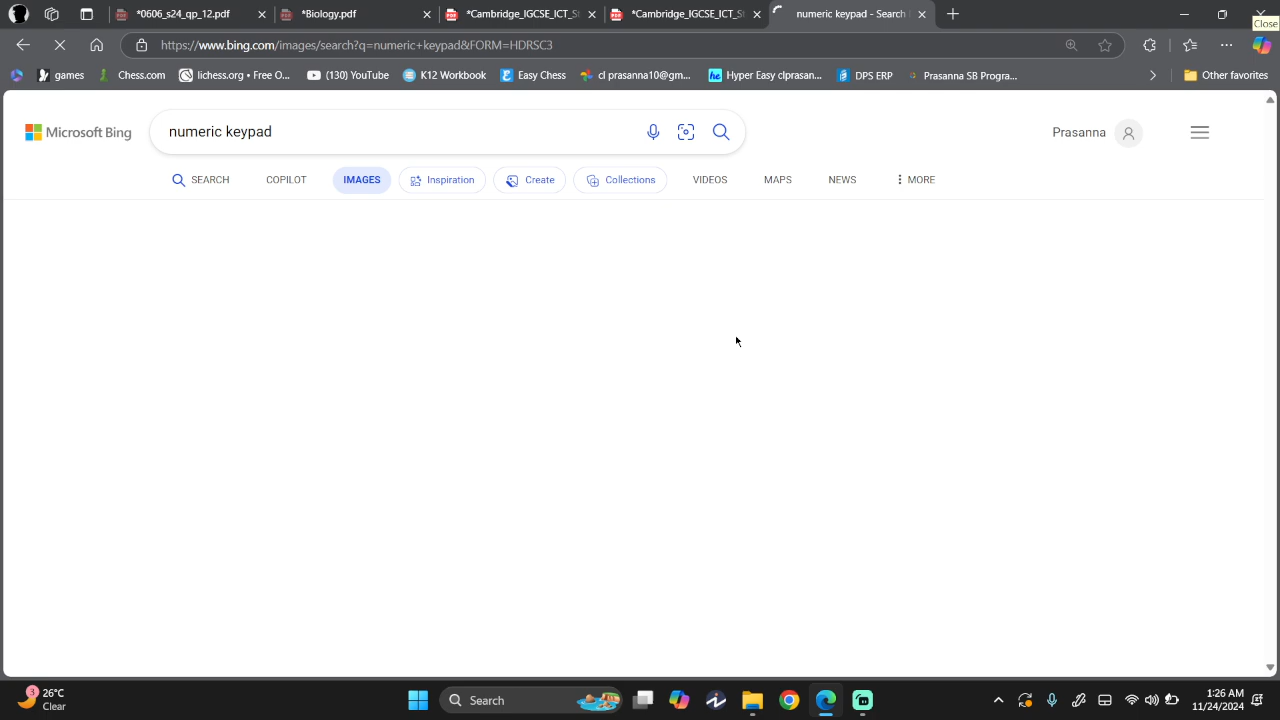 *0606_s24_qp_12.pdf
*Biology.pdf
*Cambridge_IGCSE_ICT_St
*Cambridge_IGCSE_ICT_St
numeric keypad - Search
Close
https://www.bing.com/images/search?q=numeric+keypad&FORM=HDRSC3
games
Chess.com
lichess.org • Free O...
(130) YouTube
K12 Workbook
Easy Chess
cl prasanna10@gm...
Hyper Easy clprasan...
DPS ERP
Prasanna SB Progra...
Other favorites
Microsoft Bing
numeric keypad
Prasanna
SEARCH
COPILOT
IMAGES
Inspiration
Create
Collections
VIDEOS
MAPS
NEWS
MORE
3
26°C
Clear
Search
1:26 AM
11/24/2024